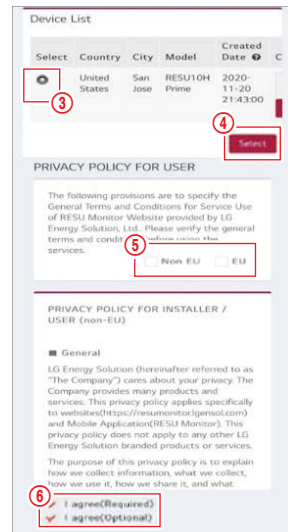 Device List
Select Country City Model Created Date ? C
United States San Jose RESU10H Prime 2020-11-20 21:43:00
③
④
Select
PRIVACY POLICY FOR USER
The following provisions are to specify the
General Terms and Conditions for Service Use
of RESU Monitor Website provided by LG
Energy Solution, Ltd.. Please verify the general
terms and condit before using the
services.
⑤
Non EU EU
PRIVACY POLICY FOR INSTALLER /
USER (non-EU)
■ General
LG Energy Solution (hereinafter referred to as
"The Company") cares about your privacy. The
Company provides many products and
services. This privacy policy applies specifically
to websites(https://resumonitor.lgensol.com)
and Mobile Application(RESU Monitor). This
privacy policy does not apply to any other LG
Energy Solution branded products or services.
The purpose of this privacy policy is to explain
how we collect information, what we collect,
how we use it, how we share it, and what
⑥
I agree(Required)
I agree(Optional)